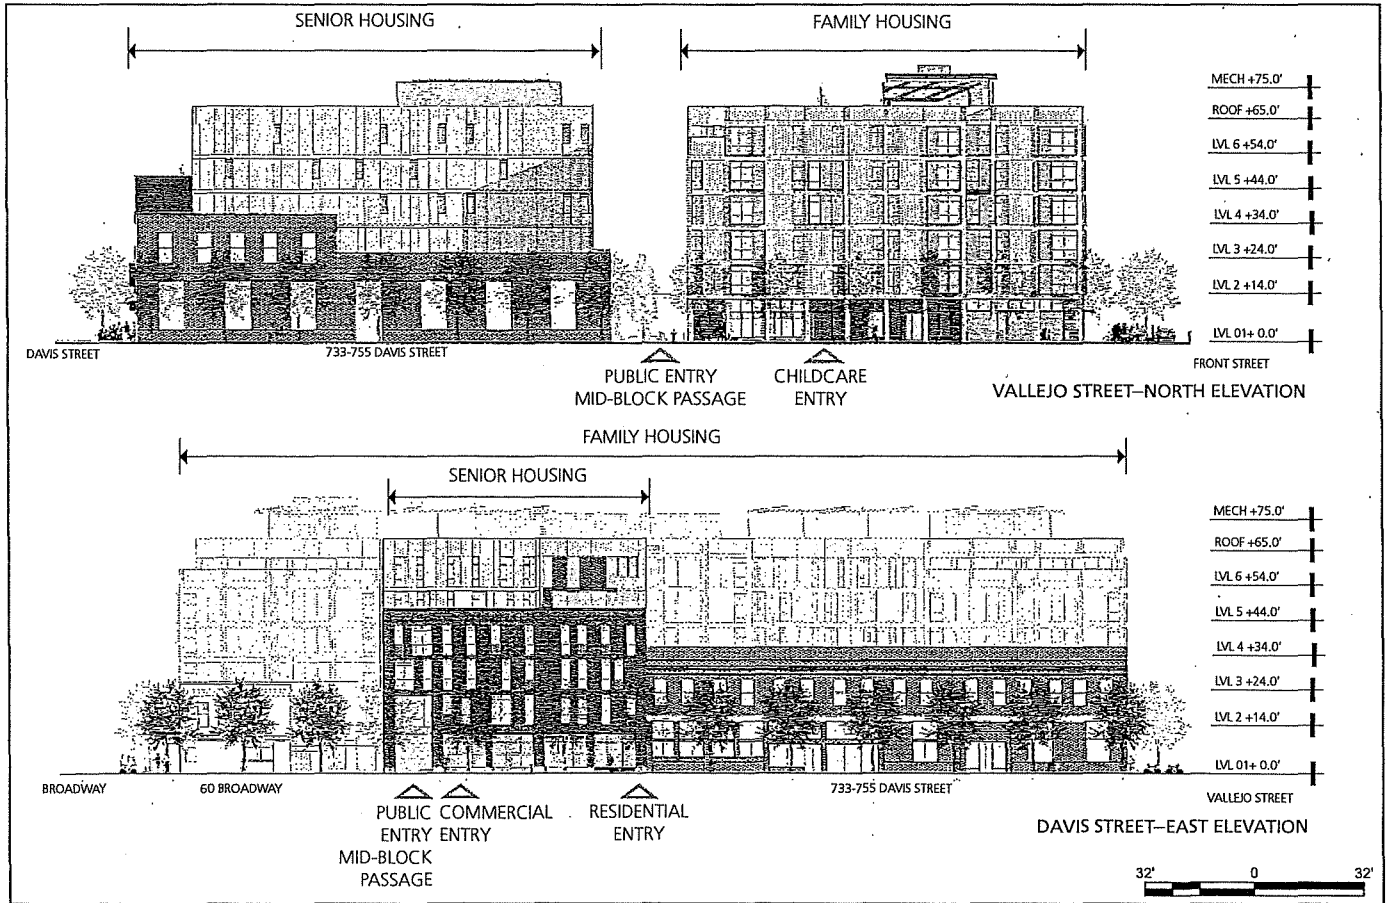 SENIOR HOUSING
FAMILY HOUSING
MECH +75.0'
ROOF +65.0'
LVL 6 +54.0'
LVL 5 +44.0'
LVL 4 +34.0'
LVL 3 +24.0'
LVL 2 +14.0'
LVL 01+ 0.0'
DAVIS STREET
733-755 DAVIS STREET
FRONT STREET
PUBLIC ENTRY
MID-BLOCK PASSAGE
CHILDCARE
ENTRY
VALLEJO STREET–NORTH ELEVATION
FAMILY HOUSING
SENIOR HOUSING
MECH +75.0'
ROOF +65.0'
LVL 6 +54.0'
LVL 5 +44.0'
LVL 4 +34.0'
LVL 3 +24.0'
LVL 2 +14.0'
LVL 01+ 0.0'
BROADWAY
60 BROADWAY
733-755 DAVIS STREET
VALLEJO STREET
PUBLIC
ENTRY
MID-BLOCK
PASSAGE
COMMERCIAL
ENTRY
RESIDENTIAL
ENTRY
DAVIS STREET–EAST ELEVATION
32' 0 32'